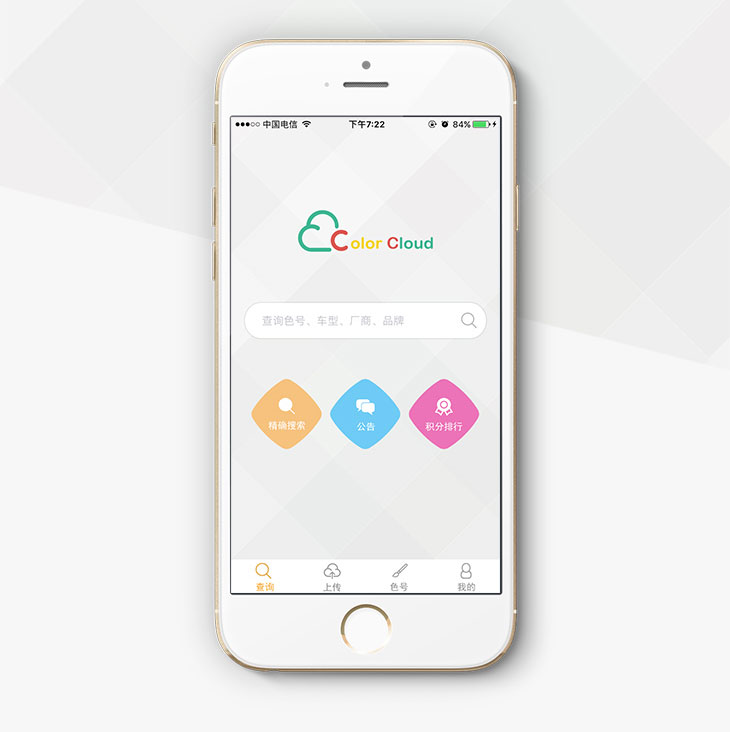 中国电信 下午7:22 84%
Color Cloud
查询色号、车型、厂商、品牌
精确搜索 公告 积分排行
查询 上传 色号 我的